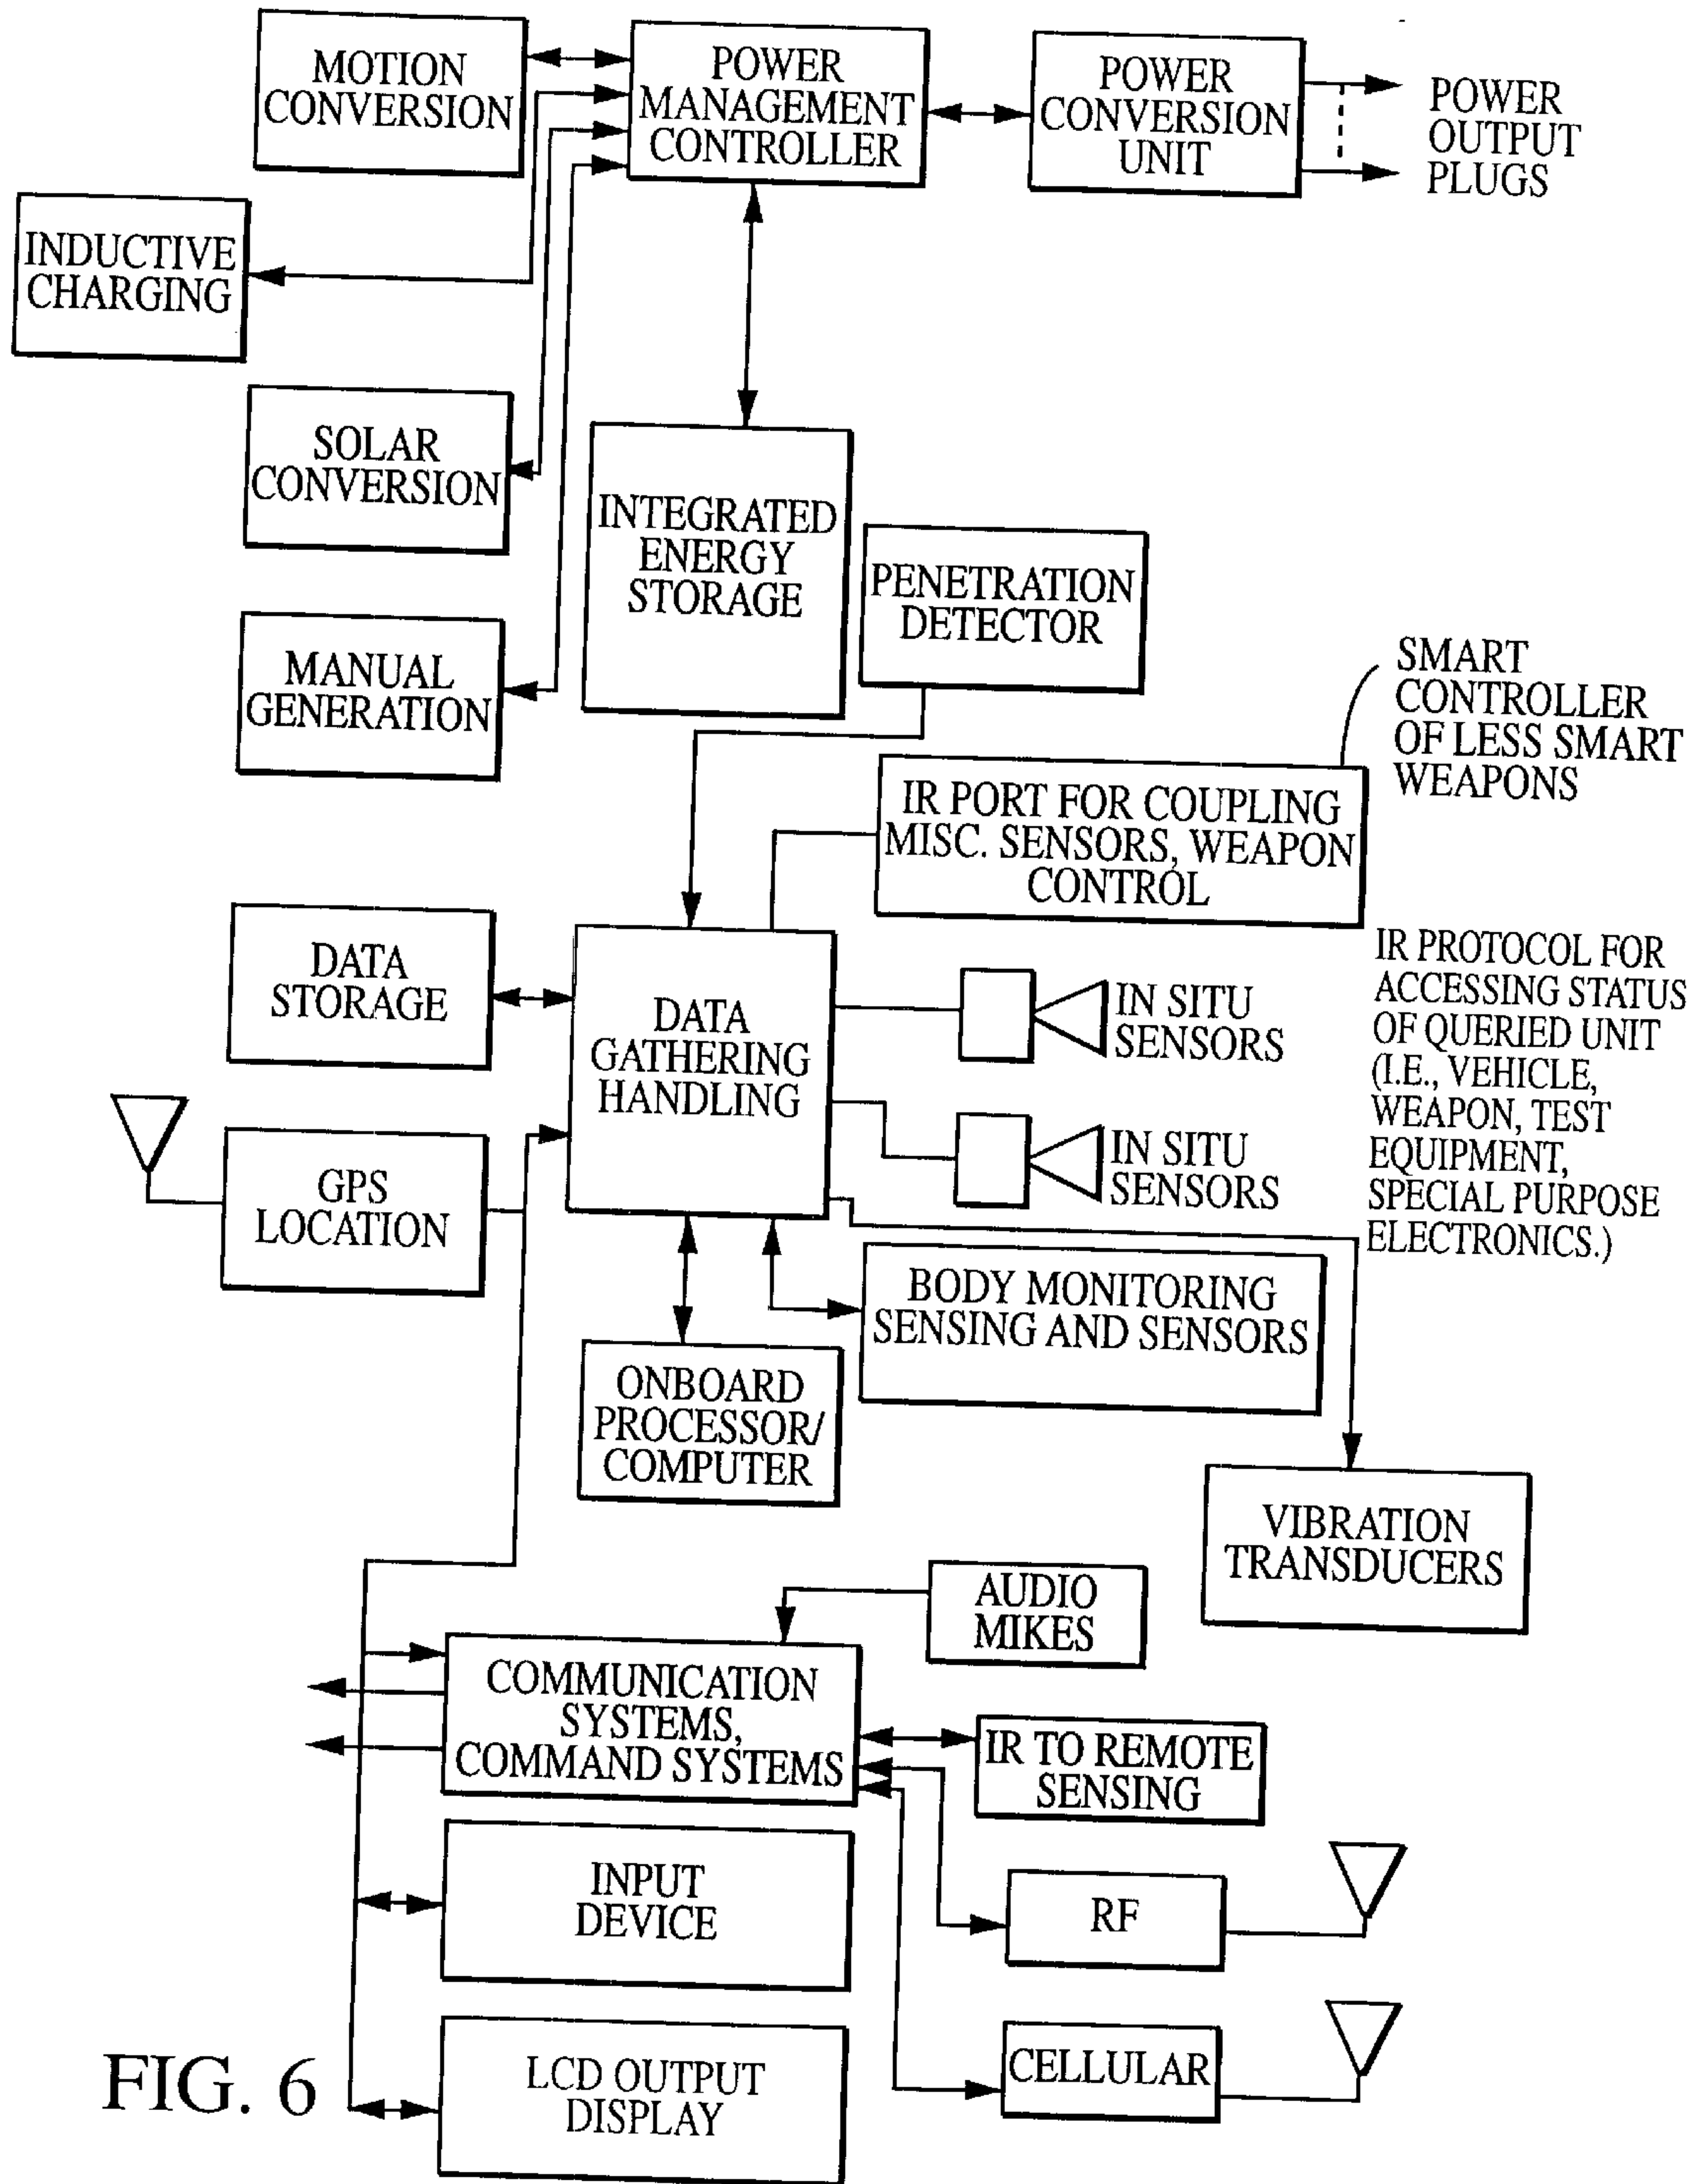 MOTION
CONVERSION
POWER
MANAGEMENT
CONTROLLER
POWER
CONVERSION
UNIT
POWER
OUTPUT
PLUGS
INDUCTIVE
CHARGING
SOLAR
CONVERSION
INTEGRATED
ENERGY
STORAGE
PENETRATION
DETECTOR
MANUAL
GENERATION
SMART
CONTROLLER
OF LESS SMART
WEAPONS
IR PORT FOR COUPLING
MISC. SENSORS, WEAPON
CONTROL
DATA
STORAGE
DATA
GATHERING
HANDLING
IN SITU
SENSORS
IN SITU
SENSORS
IR PROTOCOL FOR
ACCESSING STATUS
OF QUERIED UNIT
(I.E., VEHICLE,
WEAPON, TEST
EQUIPMENT,
SPECIAL PURPOSE
ELECTRONICS.)
GPS
LOCATION
BODY MONITORING
SENSING AND SENSORS
ONBOARD
PROCESSOR/
COMPUTER
VIBRATION
TRANSDUCERS
AUDIO
MIKES
COMMUNICATION
SYSTEMS,
COMMAND SYSTEMS
IR TO REMOTE
SENSING
INPUT
DEVICE
RF
LCD OUTPUT
DISPLAY
CELLULAR
FIG. 6